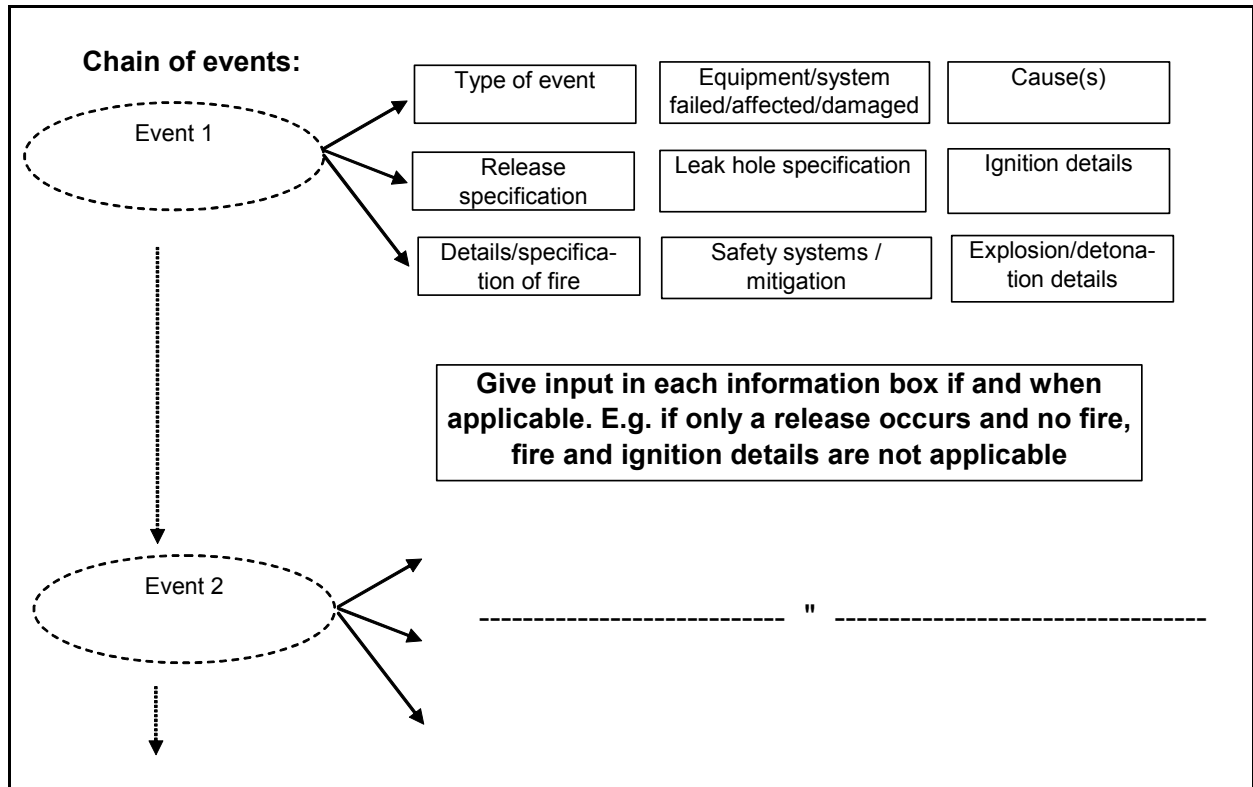 Chain of events:
Event 1
Type of event
Equipment/system
failed/affected/damaged
Cause(s)
Release
specification
Leak hole specification
Ignition details
Details/specifica-
tion of fire
Safety systems /
mitigation
Explosion/detona-
tion details
Give input in each information box if and when
applicable. E.g. if only a release occurs and no fire,
fire and ignition details are not applicable
Event 2
---------------------------- " ----------------------------------